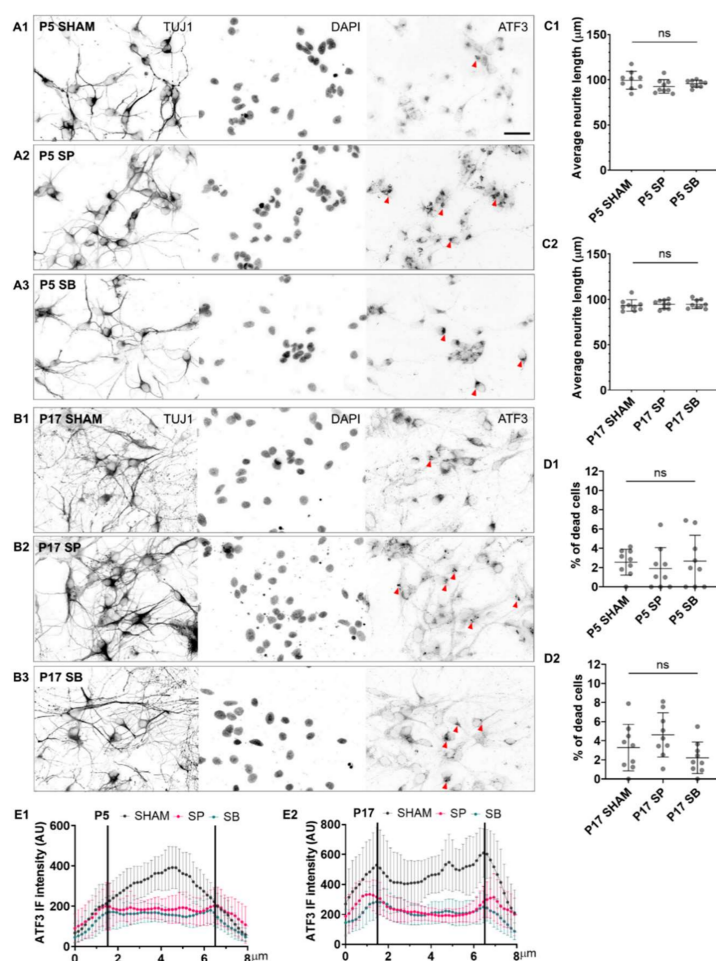 A1 P5 SHAM TUJ1 DAPI ATF3
A2 P5 SP
A3 P5 SB
B1 P17 SHAM TUJ1 DAPI ATF3
B2 P17 SP
B3 P17 SB
C1
Average neurite length (μm)
150
100
50
0
ns
P5 SHAM P5 SP P5 SB
C2
Average neurite length (μm)
150
100
50
0
ns
P17 SHAM P17 SP P17 SB
D1
% of dead cells
12
10
8
6
4
2
0
ns
P5 SHAM P5 SP P5 SB
D2
% of dead cells
12
10
8
6
4
2
0
ns
P17 SHAM P17 SP P17 SB
E1 P5 SHAM SP SB
ATF3 IF intensity (AU)
600
400
200
0
0 2 4 6 8 μm
E2 P17 SHAM SP SB
ATF3 IF intensity (AU)
800
600
400
200
0
0 2 4 6 8 μm